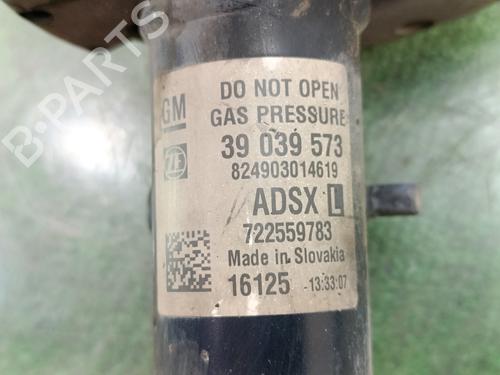 DO NOT OPEN
GM
GAS PRESSURE
39 039 573
ZF
824903014619
ADSX L
722559783
Made in Slovakia
16125 -13:33:07
B-Parts